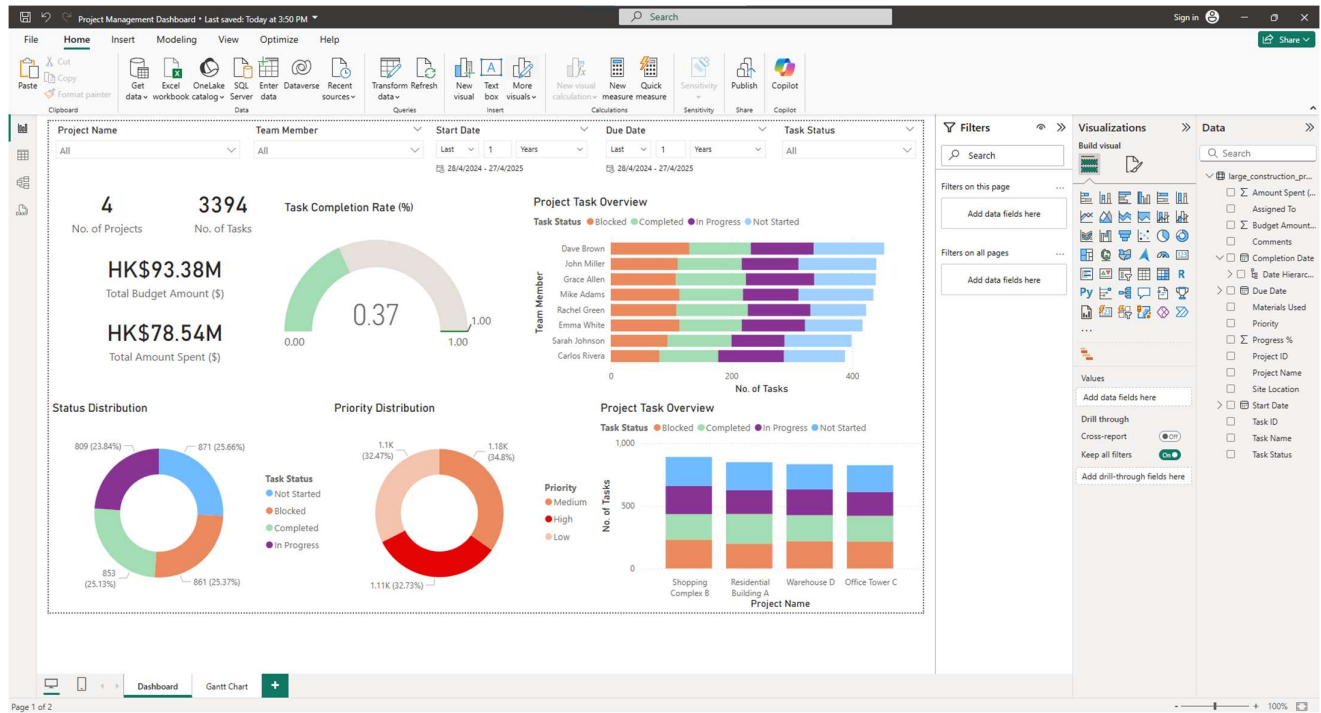 Project Management Dashboard • Last saved: Today at 3:50 PM
Search
Sign in
File Home Insert Modeling View Optimize Help
Share
Paste
Cut
Copy
Format painter
Clipboard
Get data
Excel workbook
OneLake catalog
SQL Server
Enter data
Dataverse
Recent sources
Data
Transform data
Refresh
Queries
New visual
Text box
More visuals
Insert
New visual calculation
New measure
Quick measure
Calculations
Sensitivity
Sensitivity
Publish
Share
Copilot
Copilot
Project Name
All
Team Member
All
Start Date
Last 1 Years
28/4/2024 - 27/4/2025
Due Date
Last 1 Years
28/4/2024 - 27/4/2025
Task Status
All
4
No. of Projects
3394
No. of Tasks
HK$93.38M
Total Budget Amount ($)
HK$78.54M
Total Amount Spent ($)
Task Completion Rate (%)
0.37
1.00
0.00
1.00
Project Task Overview
Task Status Blocked Completed In Progress Not Started
Team Member
Dave Brown
John Miller
Grace Allen
Mike Adams
Rachel Green
Emma White
Sarah Johnson
Carlos Rivera
0 200 400
No. of Tasks
Status Distribution
809 (23.84%)
871 (25.66%)
853
(25.13%)
861 (25.37%)
Task Status
Not Started
Blocked
Completed
In Progress
Priority Distribution
1.1K
(32.47%)
1.18K
(34.8%)
1.11K (32.73%)
Priority
Medium
High
Low
Project Task Overview
Task Status Blocked Completed In Progress Not Started
No. of Tasks
1,000
500
0
Shopping Complex B
Residential Building A
Warehouse D
Office Tower C
Project Name
Filters
Search
Filters on this page
...
Add data fields here
Filters on all pages
...
Add data fields here
Visualizations
Build visual
R
Py
...
Values
Add data fields here
Drill through
Cross-report
Off
Keep all filters
On
Add drill-through fields here
Data
Search
large_construction_pr...
Amount Spent (...
Assigned To
Budget Amount...
Comments
Completion Date
Date Hierarc...
Due Date
Materials Used
Priority
Progress %
Project ID
Project Name
Site Location
Start Date
Task ID
Task Name
Task Status
Dashboard
Gantt Chart
Page 1 of 2
100%